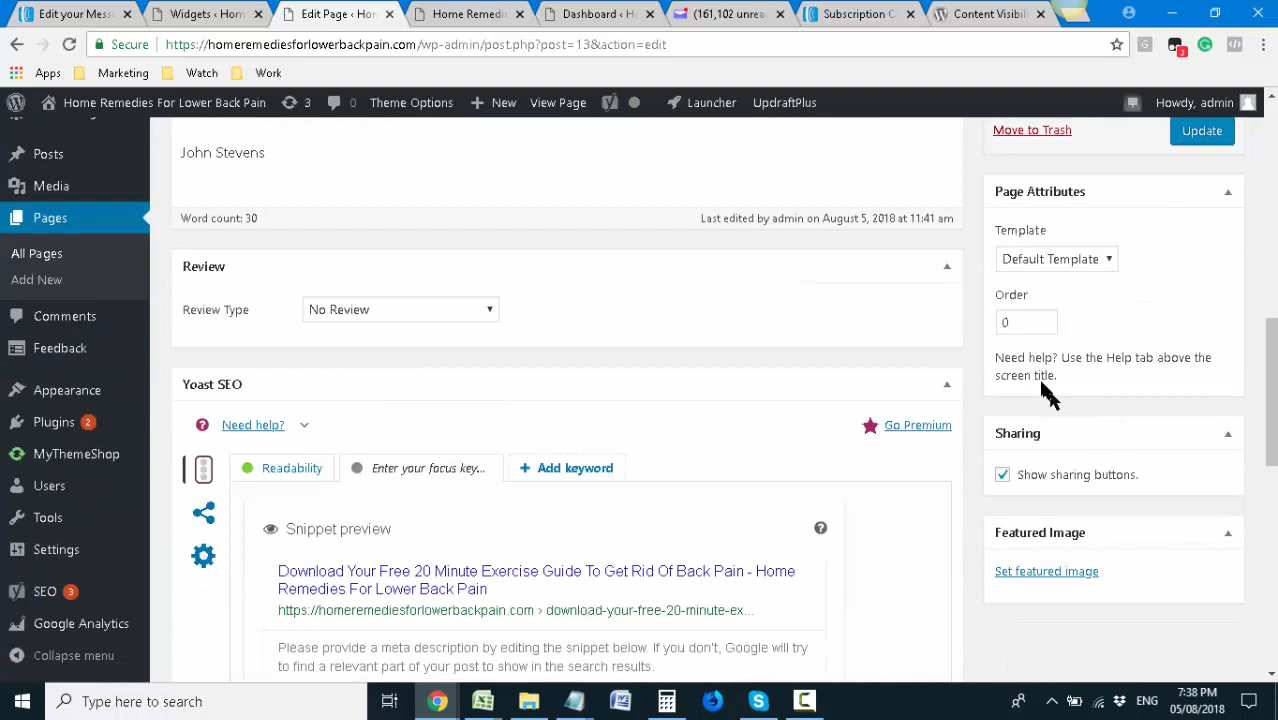 Edit your Mess
Widgets ‹ Hom
Edit Page ‹ Hom
Home Remedi
Dashboard ‹ Hu
(161,102 unrea
Subscription C
Content Visibili
Secure
https://homeremediesforlowerbackpain.com/wp-admin/post.php?post=13&action=edit
Apps
Marketing
Watch
Work
Home Remedies For Lower Back Pain
3
0
Theme Options
New
View Page
Launcher
UpdraftPlus
Howdy, admin
Posts
Media
Pages
All Pages
Add New
Comments
Feedback
Appearance
Plugins 2
MyThemeShop
Users
Tools
Settings
SEO 3
Google Analytics
Collapse menu
John Stevens
Word count: 30
Last edited by admin on August 5, 2018 at 11:41 am
Review
Review Type
No Review
Yoast SEO
Need help?
Go Premium
Readability
Enter your focus key...
+ Add keyword
Snippet preview
Download Your Free 20 Minute Exercise Guide To Get Rid Of Back Pain - Home
Remedies For Lower Back Pain
https://homeremediesforlowerbackpain.com › download-your-free-20-minute-ex...
Please provide a meta description by editing the snippet below. If you don't, Google will try
to find a relevant part of your post to show in the search results.
Move to Trash
Update
Page Attributes
Template
Default Template
Order
0
Need help? Use the Help tab above the
screen title.
Sharing
Show sharing buttons.
Featured Image
Set featured image
Type here to search
ENG
7:38 PM
05/08/2018